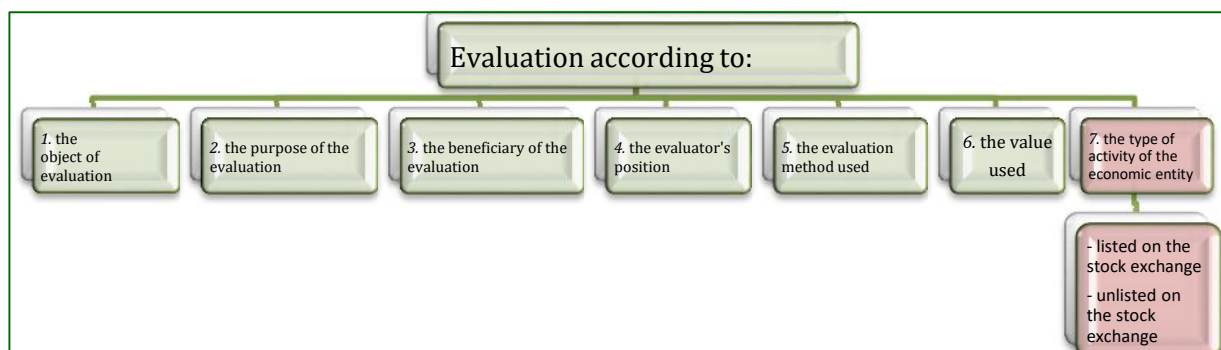 Evaluation according to:
1. the
object of
evaluation
2. the purpose of the
evaluation
3. the beneficiary of the
evaluation
4. the evaluator's
position
5. the evaluation
method used
6. the value
used
7. the type of
activity of the
economic entity
- listed on the
stock exchange
- unlisted on
the stock
exchange